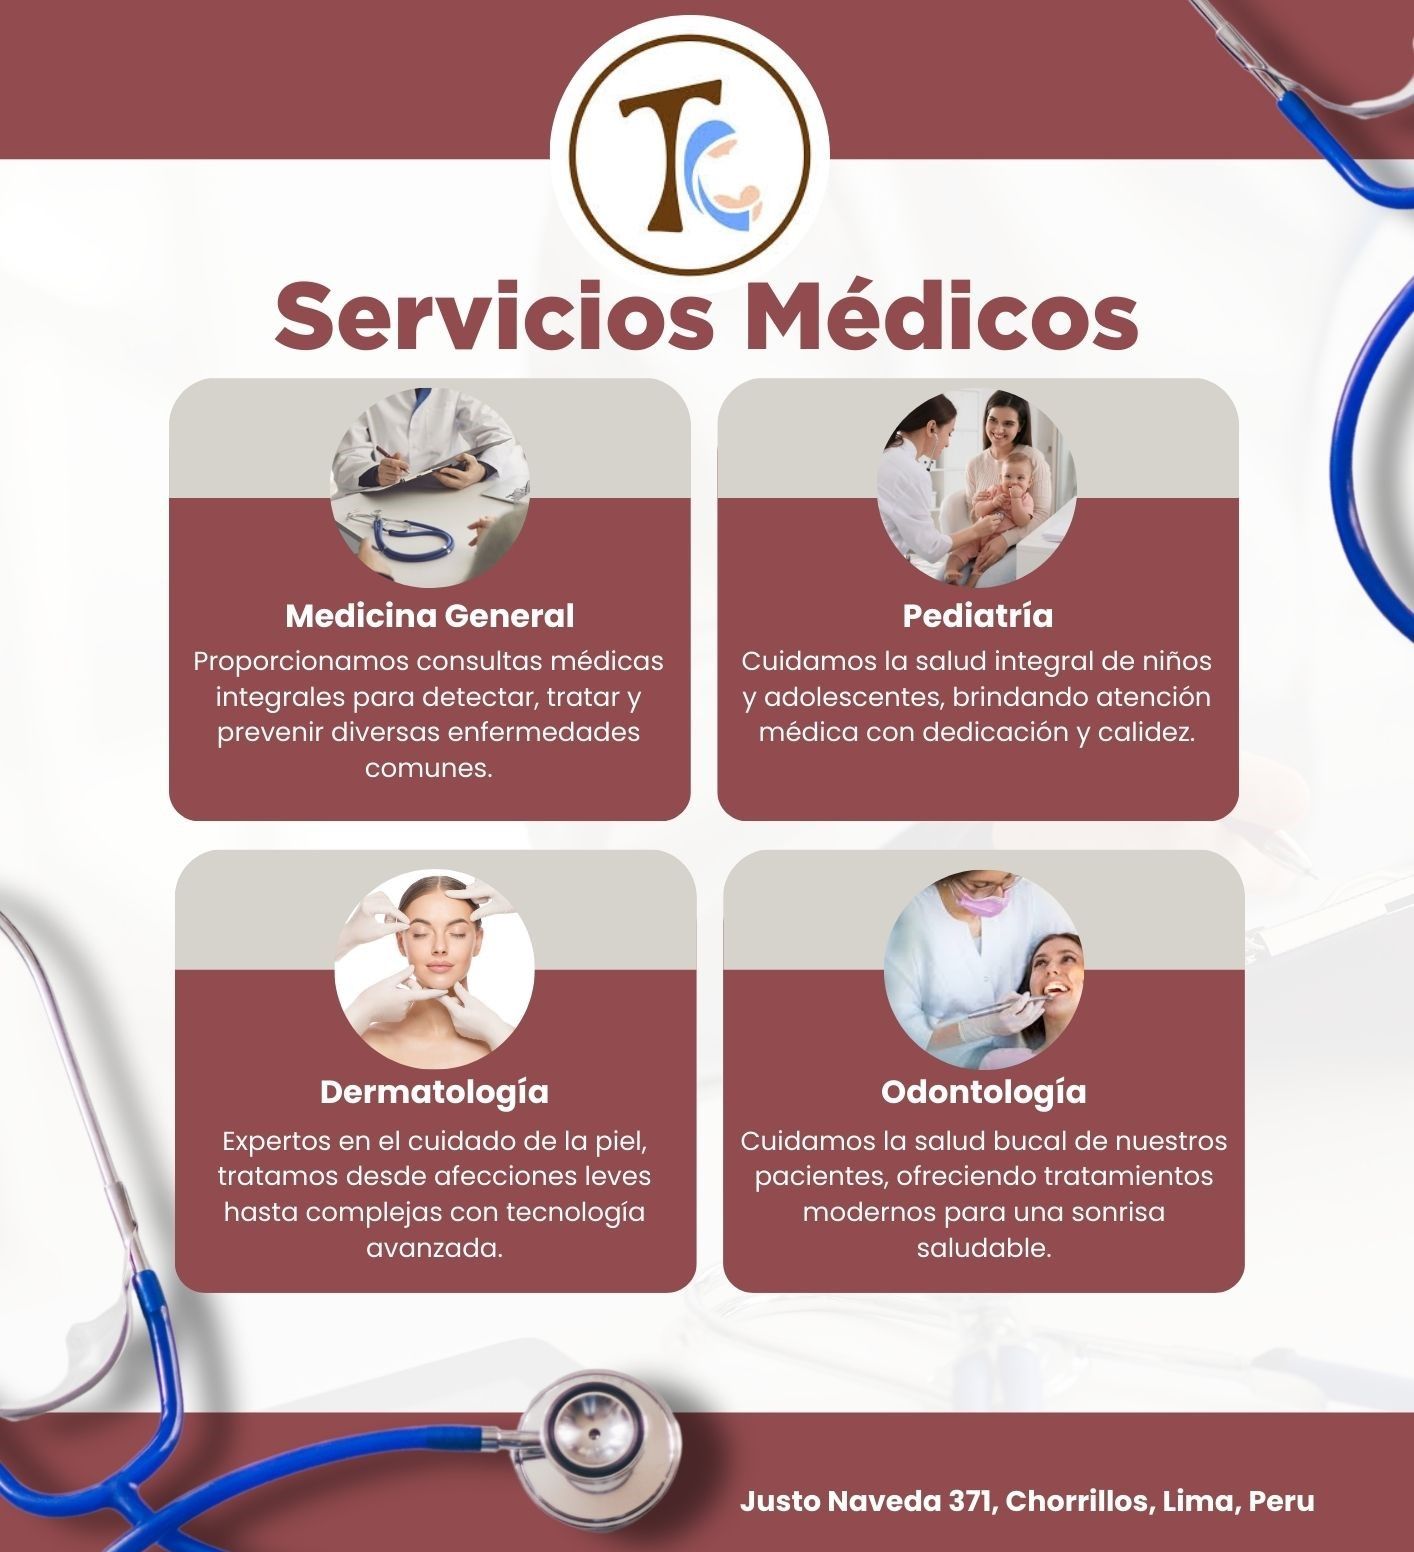 TC
Servicios Médicos
Medicina General
Proporcionamos consultas médicas
integrales para detectar, tratar y
prevenir diversas enfermedades
comunes.
Pediatría
Cuidamos la salud integral de niños
y adolescentes, brindando atención
médica con dedicación y calidez.
Dermatología
Expertos en el cuidado de la piel,
tratamos desde afecciones leves
hasta complejas con tecnología
avanzada.
Odontología
Cuidamos la salud bucal de nuestros
pacientes, ofreciendo tratamientos
modernos para una sonrisa
saludable.
Justo Naveda 371, Chorrillos, Lima, Peru